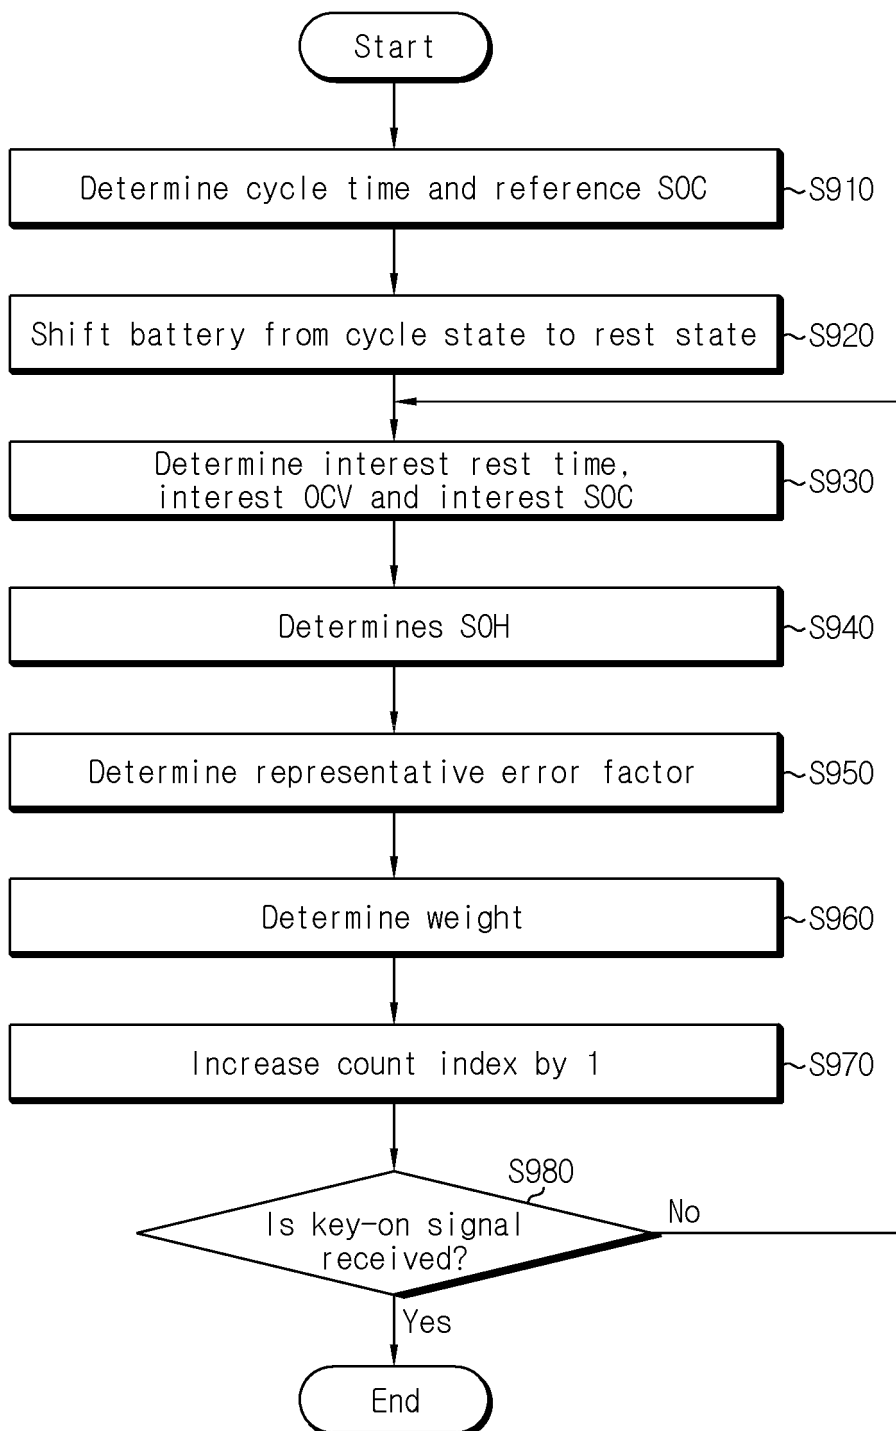 Start
Determine cycle time and reference SOC
S910
Shift battery from cycle state to rest state
S920
Determine interest rest time,
interest OCV and interest SOC
S930
Determines SOH
S940
Determine representative error factor
S950
Determine weight
S960
Increase count index by 1
S970
S980
Is key-on signal
received?
No
Yes
End